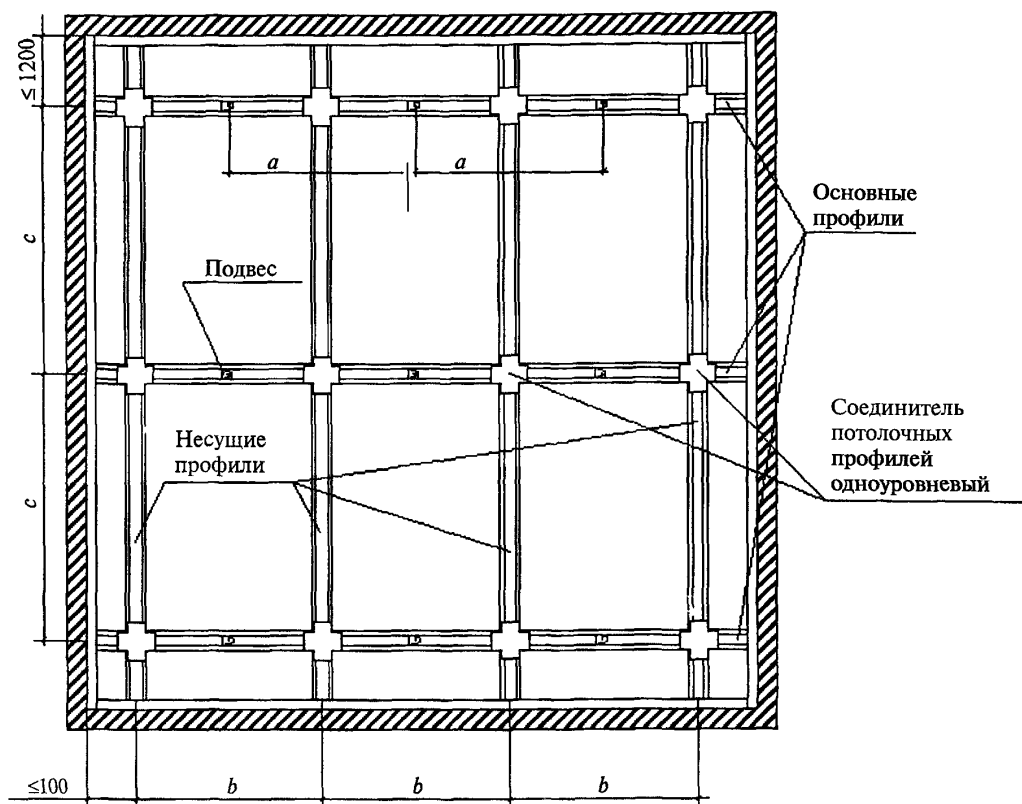 ≤1200
a
a
Основные
профили
c
Подвес
Соединитель
потолочных
профилей
одноуровневый
Несущие
профили
c
≤100
b
b
b